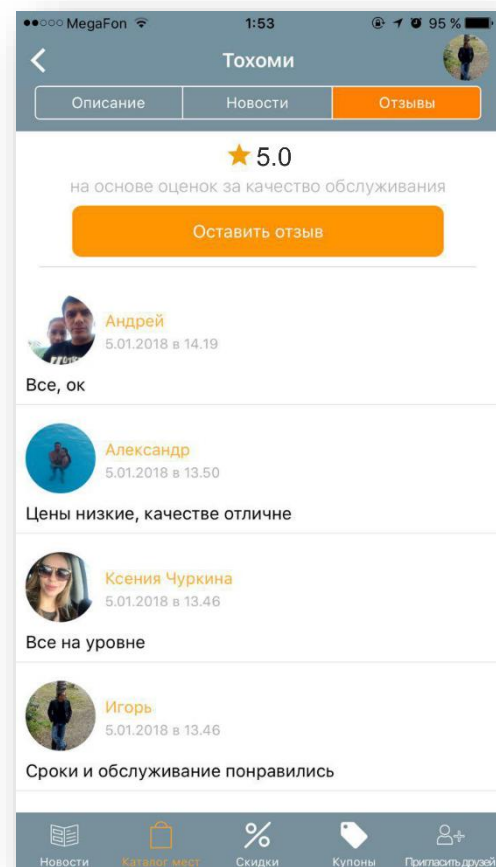 MegaFon 1:53 95 %
Тохоми
Описание Новости Отзывы
5.0
на основе оценок за качество обслуживания
Оставить отзыв
Андрей
5.01.2018 в 14.19
Все, ок
Александр
5.01.2018 в 13.50
Цены низкие, качестве отличне
Ксения Чуркина
5.01.2018 в 13.46
Все на уровне
Игорь
5.01.2018 в 13.46
Сроки и обслуживание понравились
Новости Каталог мест Скидки Купоны Пригласить друзей